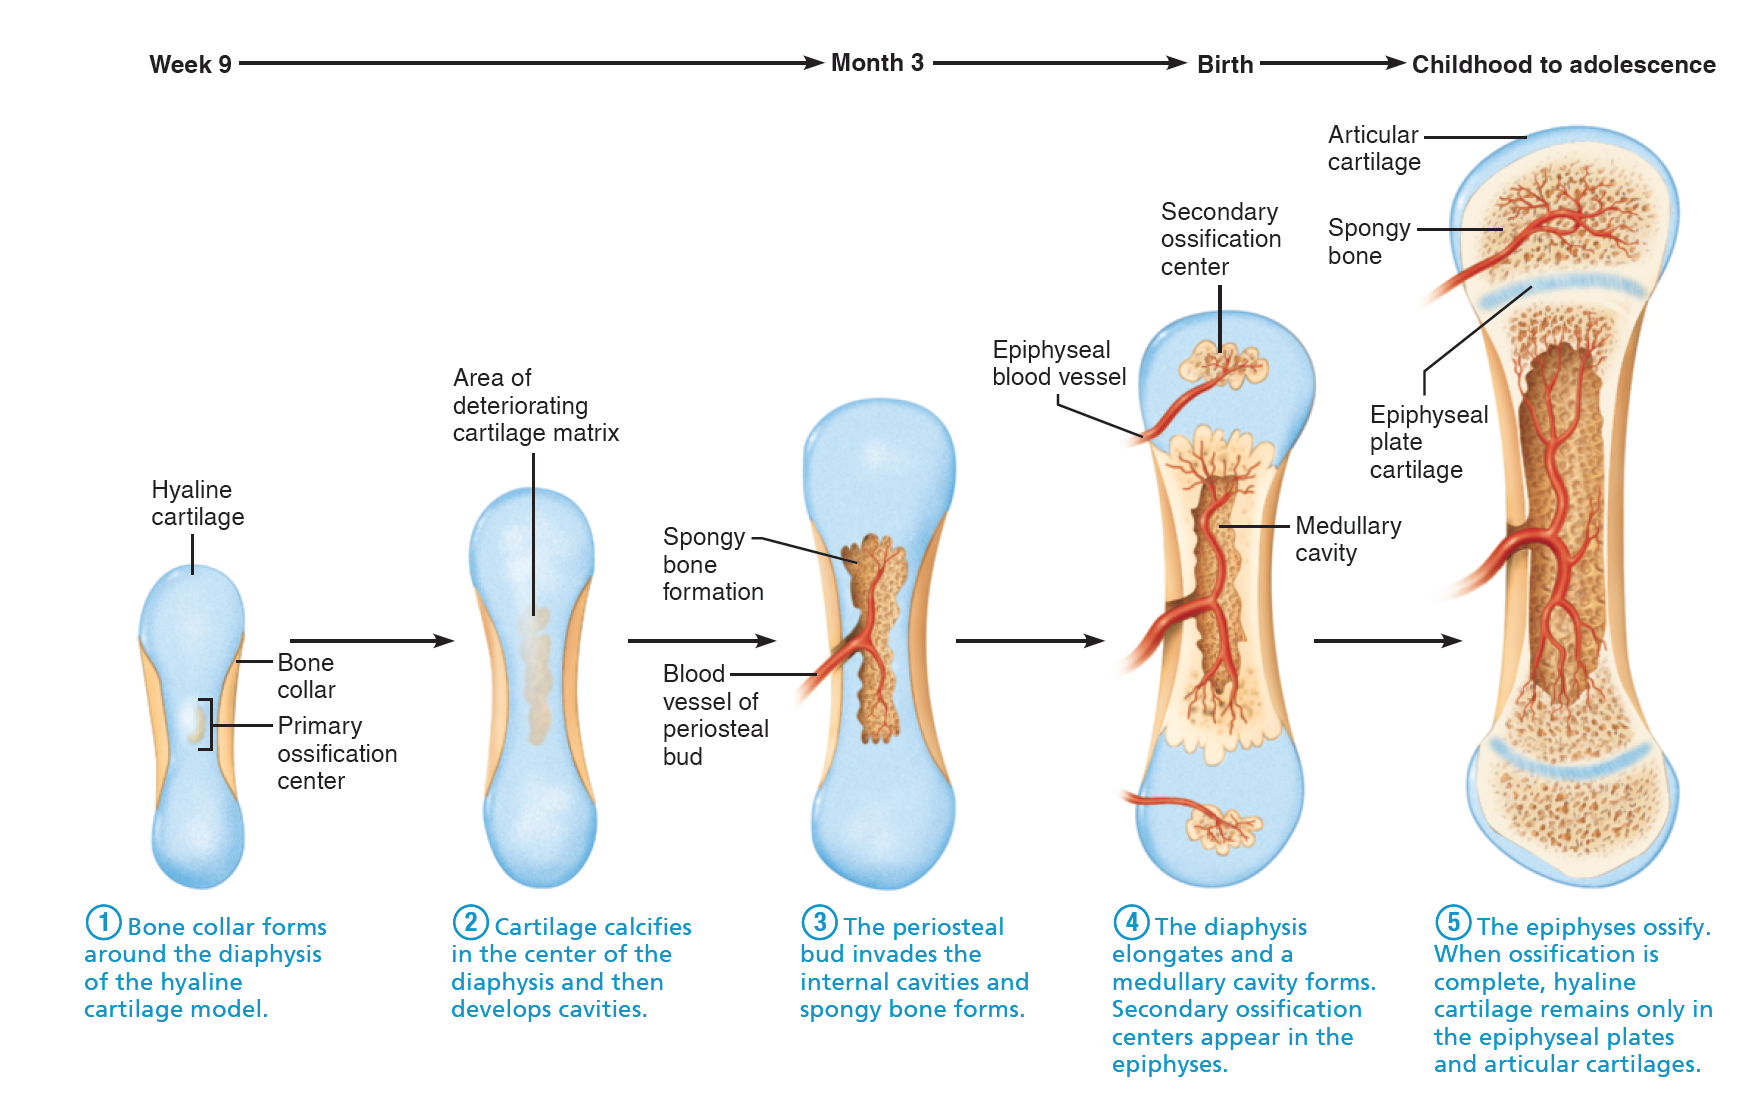 Week 9
Month 3
Birth
Childhood to adolescence
Hyaline
cartilage
Bone
collar
Primary
ossification
center
Area of
deteriorating
cartilage matrix
Spongy
bone
formation
Blood
vessel of
periosteal
bud
Secondary
ossification
center
Epiphyseal
blood vessel
Medullary
cavity
Articular
cartilage
Spongy
bone
Epiphyseal
plate
cartilage
1 Bone collar forms
around the diaphysis
of the hyaline
cartilage model.
2 Cartilage calcifies
in the center of the
diaphysis and then
develops cavities.
3 The periosteal
bud invades the
internal cavities and
spongy bone forms.
4 The diaphysis
elongates and a
medullary cavity forms.
Secondary ossification
centers appear in the
epiphyses.
5 The epiphyses ossify.
When ossification is
complete, hyaline
cartilage remains only in
the epiphyseal plates
and articular cartilages.